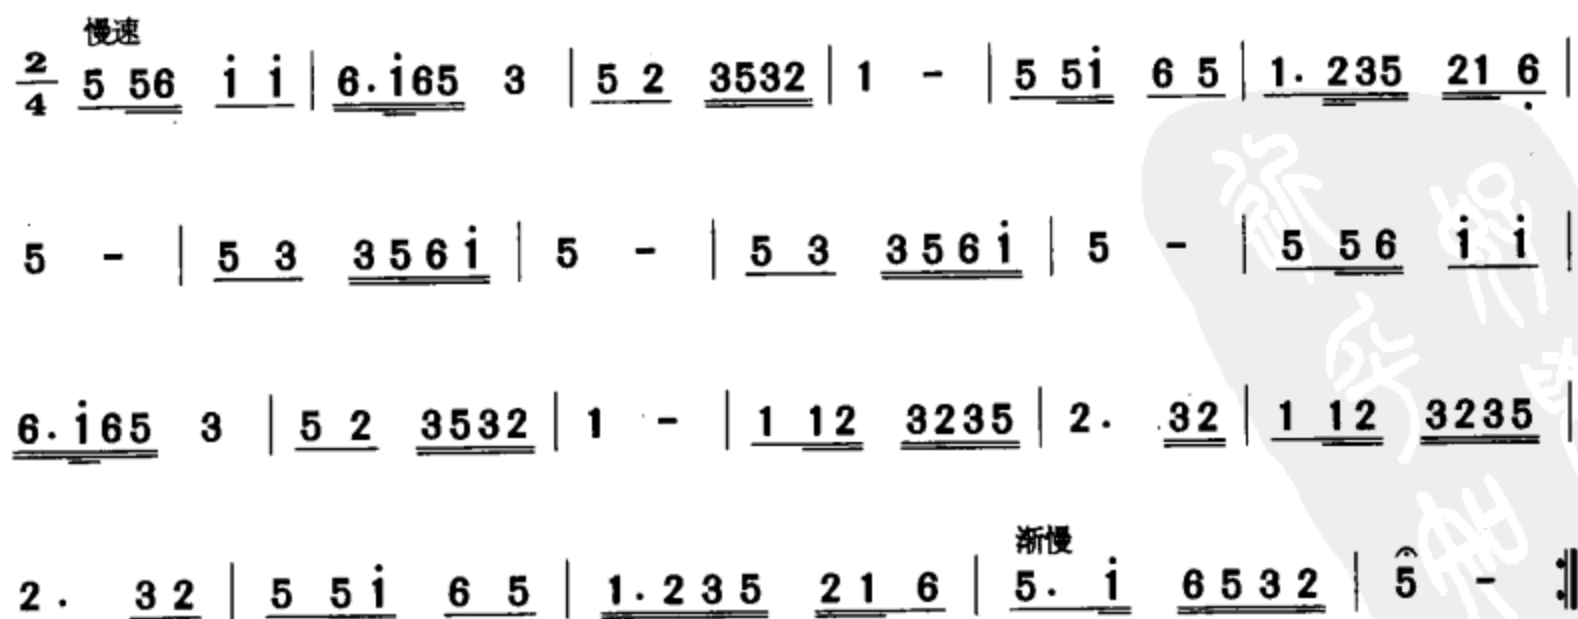 慢速
2/4 5 56 i̇ i̇ | 6·i̇65 3 | 5 2 3532 | 1 - | 5 5i̇ 6 5 | 1·235 21 6̣ |
5 - | 5 3 356i̇ | 5 - | 5 3 356i̇ | 5 - | 5 56 i̇ i̇ |
6·i̇65 3 | 5 2 3532 | 1 - | 1 12 3235 | 2· 32 | 1 12 3235 |
渐慢
2· 32 | 5 5i̇ 6 5 | 1·235 21 6 | 5· i̇ 6532 | 5 - :‖